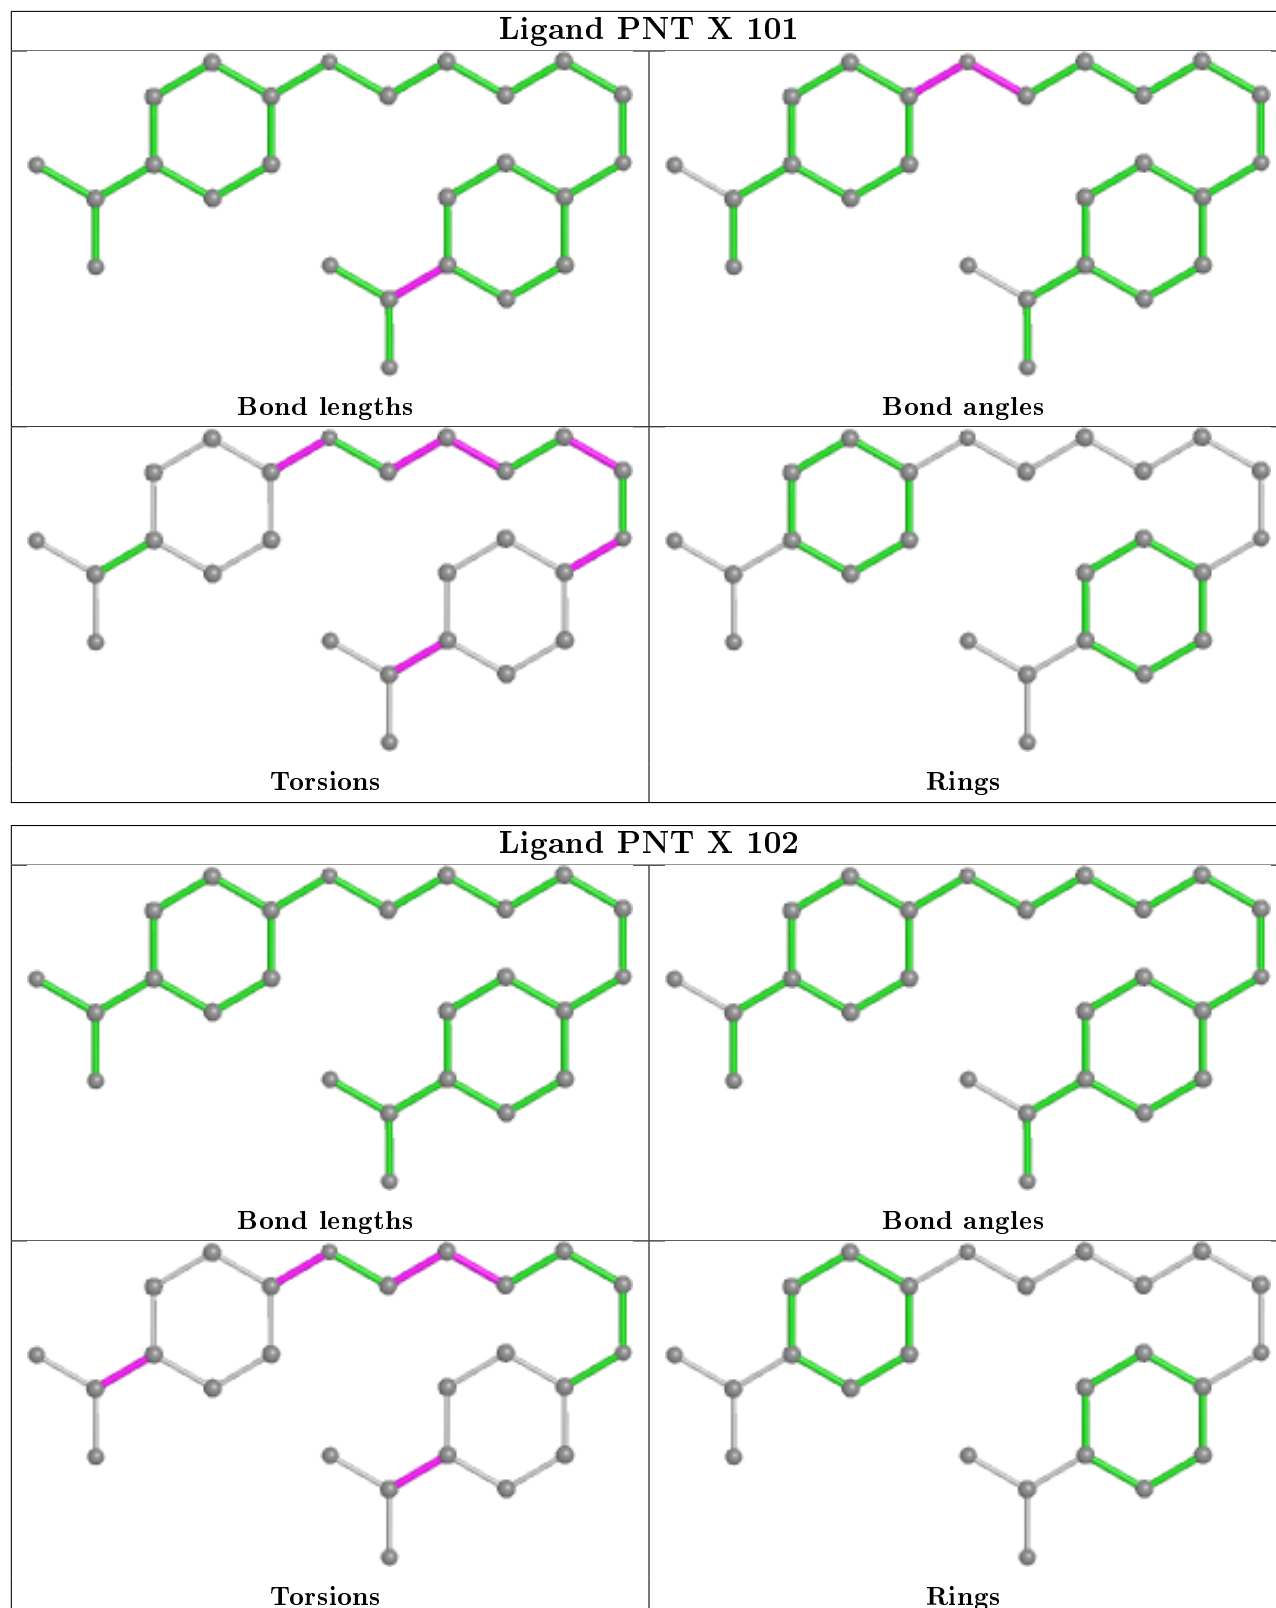 Ligand PNT X 101
Bond lengths
Bond angles
Torsions
Rings
Ligand PNT X 102
Bond lengths
Bond angles
Torsions
Rings